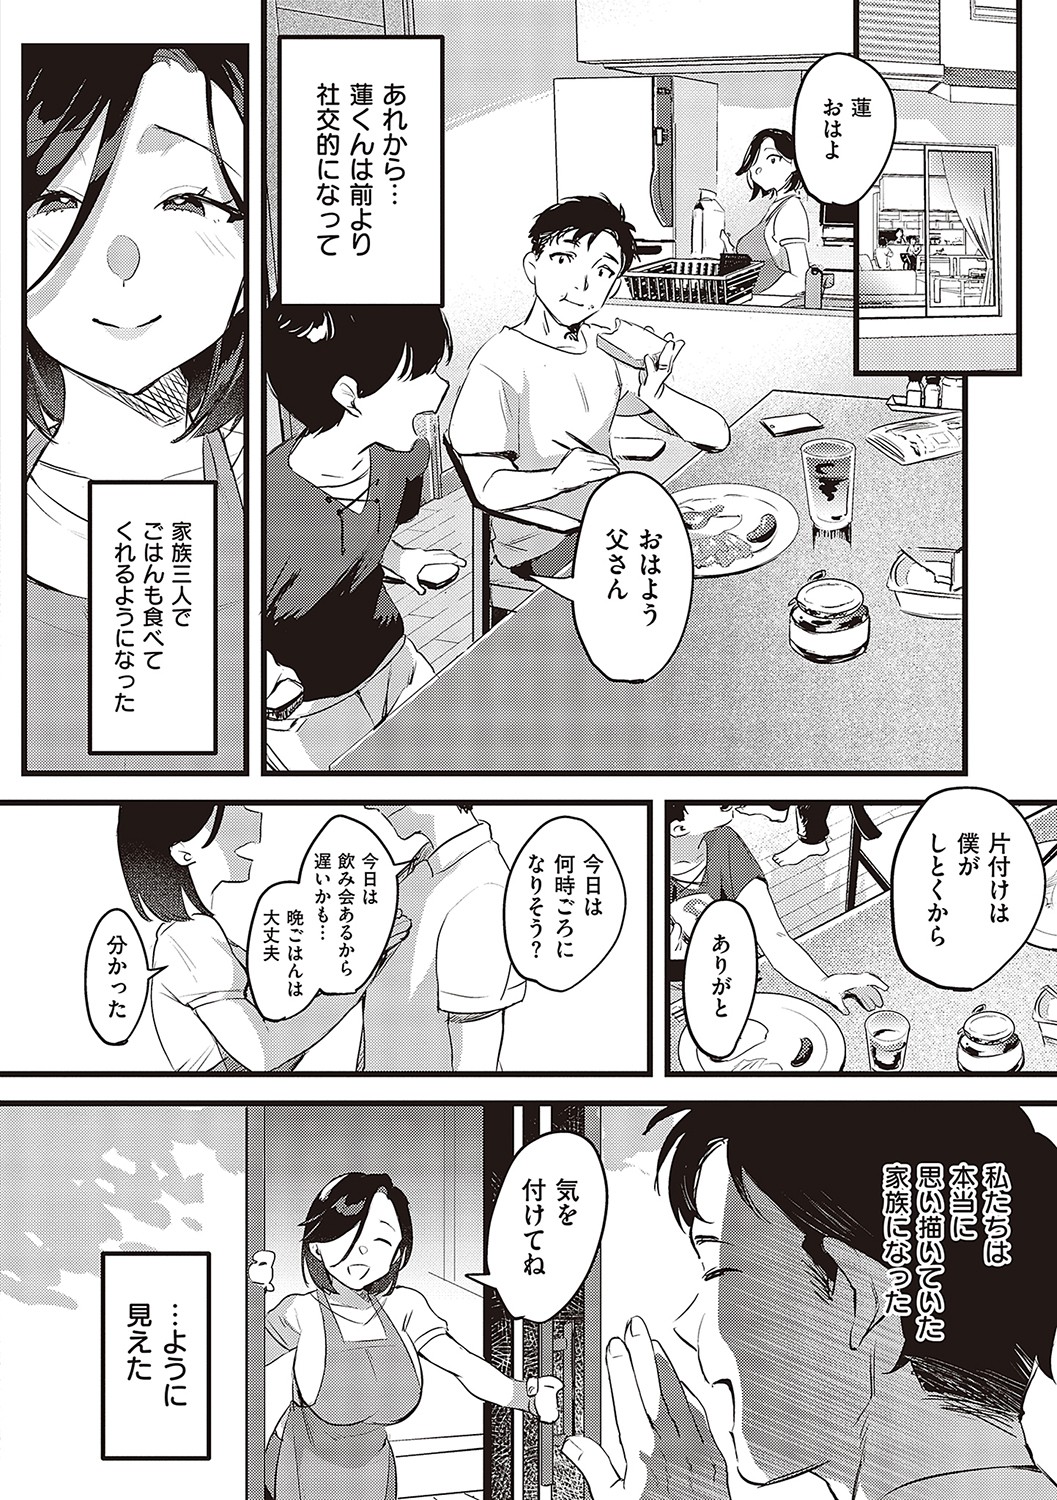 蓮
おはよ
おはよう
父さん
あれから…
蓮くんは前より
社交的になって
家族三人で
ごはんも食べて
くれるようになった
片付けは
僕が
しとくから
ありがと
今日は
何時ごろに
なりそう?
今日は
飲み会あるから
遅いかも…
晩ごはんは
大丈夫
分かった
私たちは
本当に
思い描いていた
家族になった
気を
付けてね
…ように
見えた